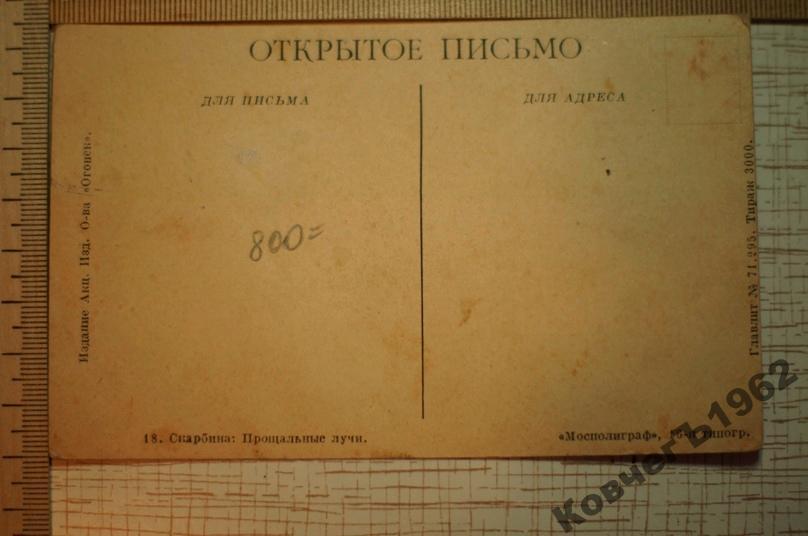 ОТКРЫТОЕ ПИСЬМО
ДЛЯ ПИСЬМА
ДЛЯ АДРЕСА
Издание Акц. Изд. О-ва «Огонек».
800=
Главлит № 71.295. Тираж 3000.
18. Скарбина: Прощальные лучи.
«Мосполиграф», типогр.
КовчегЪ1962